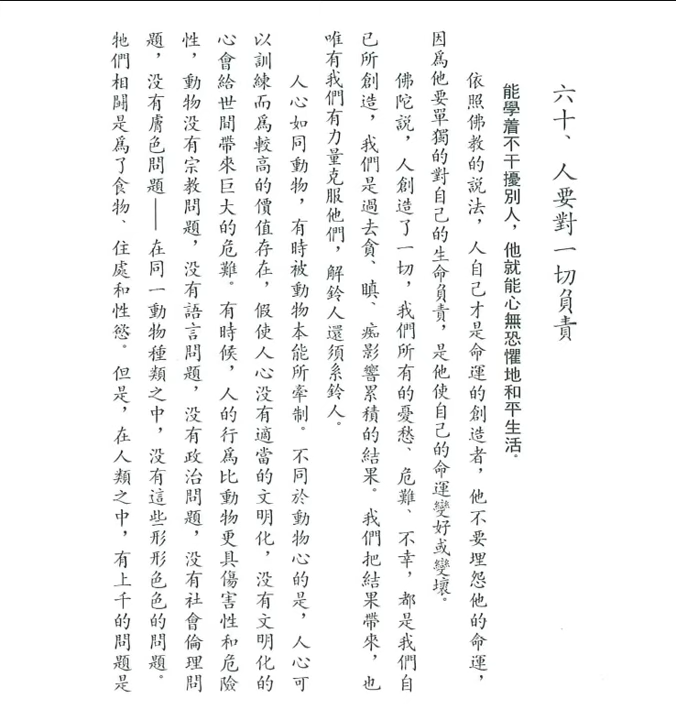 六十、人要對一切負責
能學着不干擾別人，他就能心無恐懼地和平生活。
依照佛教的說法，人自己才是命運的創造者，他不要埋怨他的命運，
因爲他要單獨的對自己的生命負責，是他使自己的命運變好或變壞。
佛陀説，人創造了一切，我們所有的憂愁、危難、不幸，都是我們自
己所創造，我們是過去貪、瞋、痴影響累積的結果。我們把結果帶來，也
唯有我們有力量克服他們，解鈴人還須系鈴人。
人心如同動物，有時被動物本能所牽制。不同於動物心的是，人心可
以訓練而爲較高的價值存在，假使人心没有適當的文明化，没有文明化的
心會給世間帶來巨大的危難。有時候，人的行爲比動物更具傷害性和危險
性，動物没有宗教問題，没有語言問題，没有政治問題，没有社會倫理問
題，没有膚色問題——在同一動物種類之中，没有這些形形色色的問題。
牠們相鬪是爲了食物、住處和性慾。但是，在人類之中，有上千的問題是